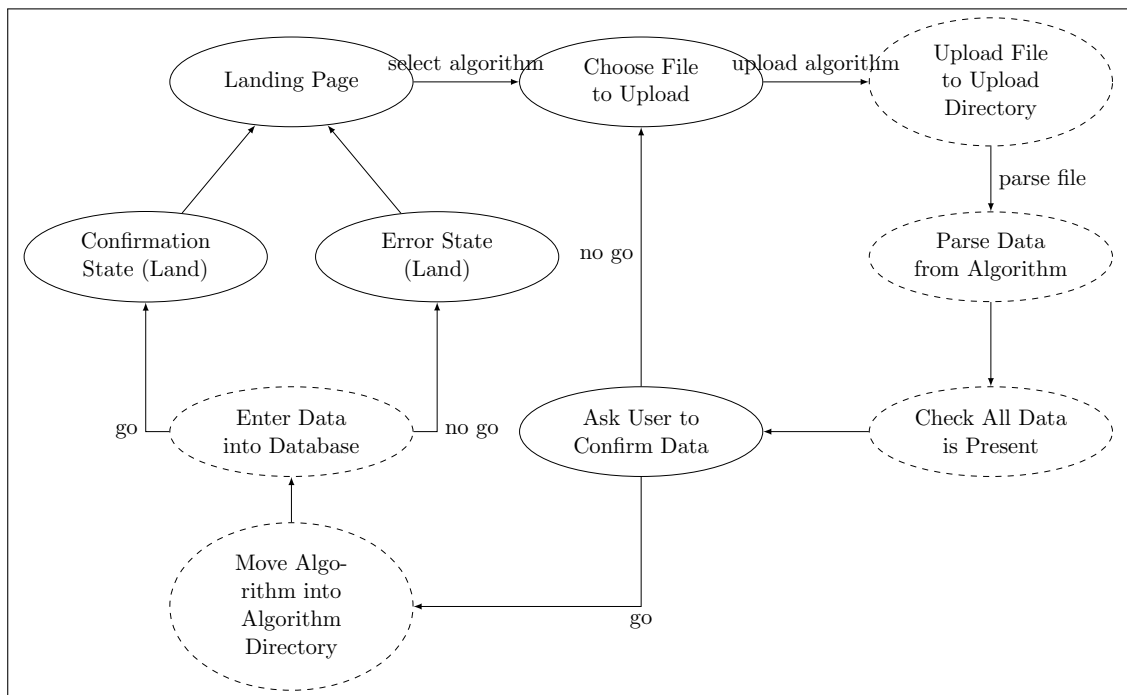 Landing Page
select algorithm
Choose File
to Upload
upload algorithm
Upload File
to Upload
Directory
parse file
Confirmation
State (Land)
Error State
(Land)
no go
Parse Data
from Algorithm
go
Enter Data
into Database
no go
Ask User to
Confirm Data
Check All Data
is Present
Move Algo-
rithm into
Algorithm
Directory
go